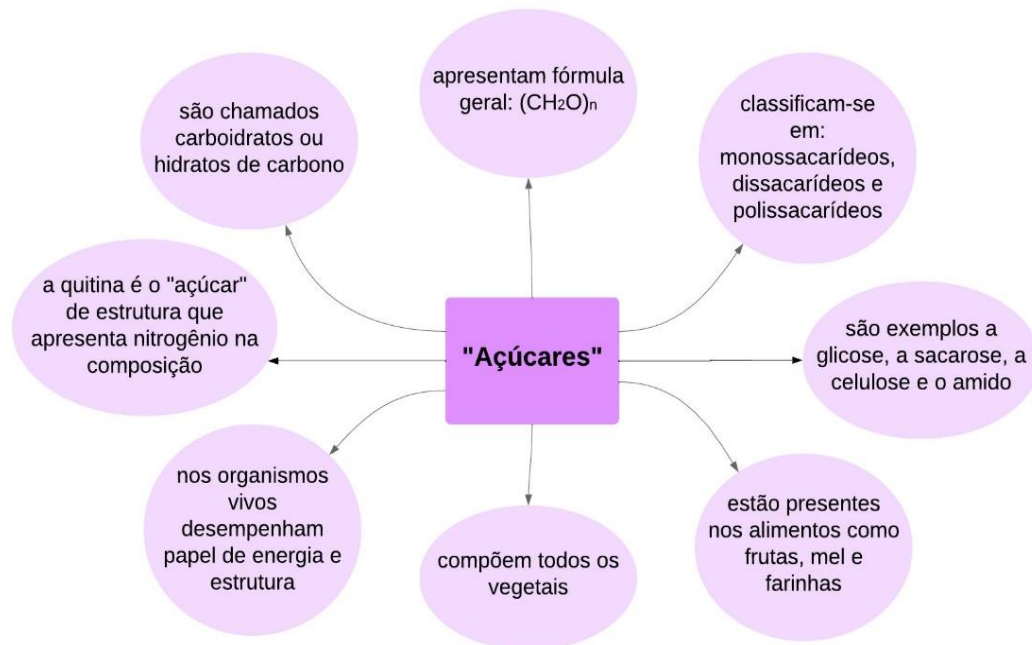 apresentam fórmula
geral: (CH₂O)n
são chamados
carboidratos ou
hidratos de carbono
classificam-se
em:
monossacarídeos,
dissacarídeos e
polissacarídeos
a quitina é o "açúcar"
de estrutura que
apresenta nitrogênio na
composição
"Açúcares"
são exemplos a
glicose, a sacarose, a
celulose e o amido
nos organismos
vivos
desempenham
papel de energia e
estrutura
compõem todos os
vegetais
estão presentes
nos alimentos como
frutas, mel e
farinhas